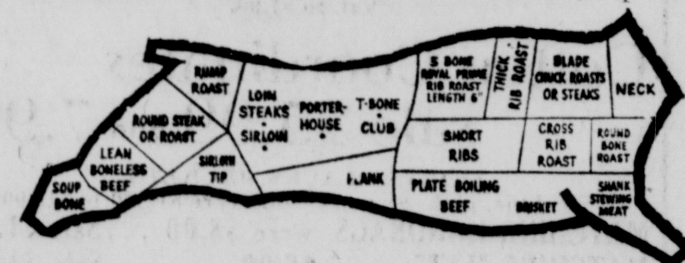 RUMP
ROAST
ROUND STEAK
OR ROAST
LEAN
BONELESS
BEEF
SOUP
BONE
SIRLOIN
TIP
LOIN
STEAKS
SIRLOIN
PORTER-
HOUSE
T-BONE
CLUB
FLANK
5 BONE
ROYAL PRIME
RIB ROAST
LENGTH 6"
THICK
RIB ROAST
BLADE
CHUCK ROASTS
OR STEAKS
NECK
SHORT
RIBS
CROSS
RIB
ROAST
ROUND
BONE
ROAST
PLATE BOILING
BEEF
BRISKET
SHANK
STEWING
MEAT